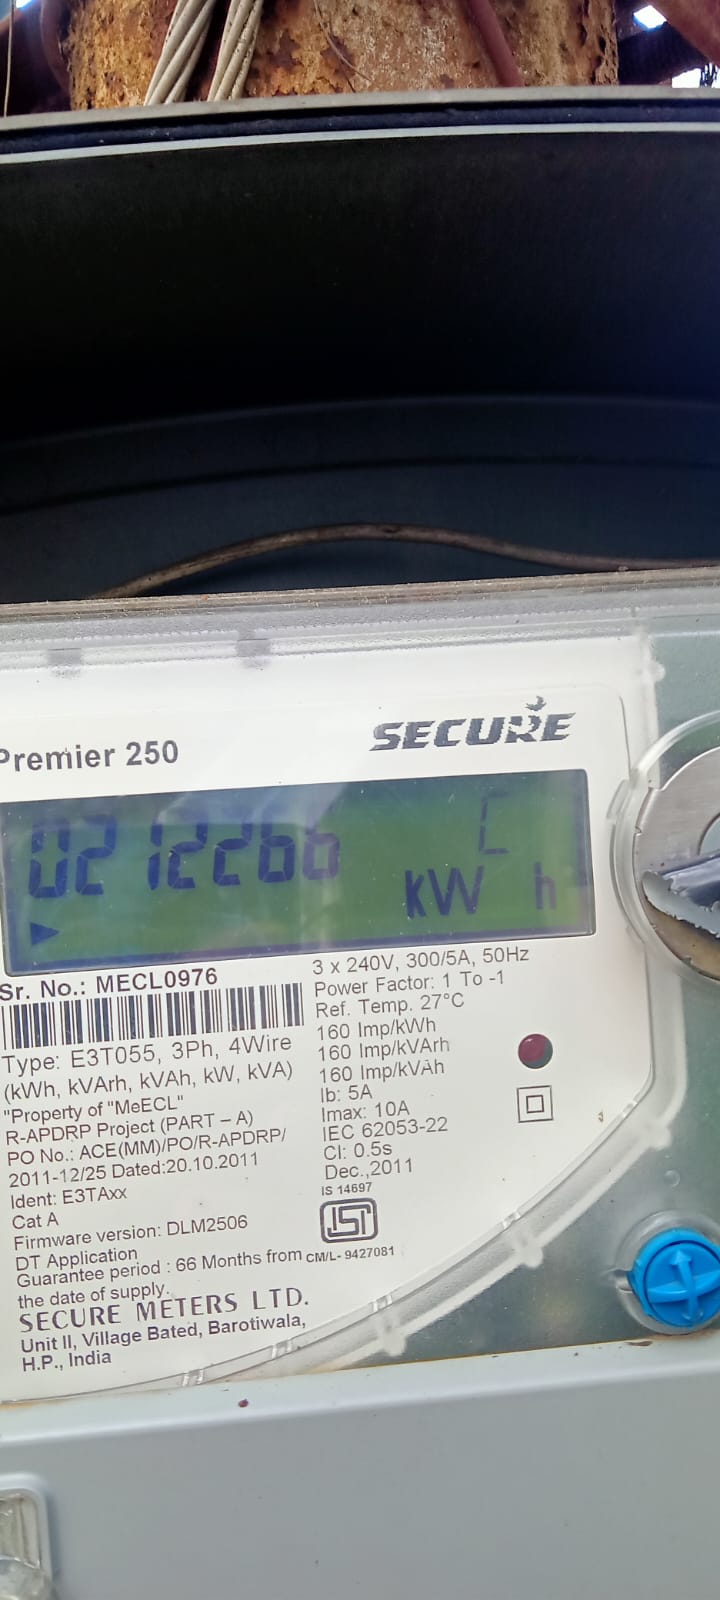 Premier 250
SECURE
0212266 C
kW h
Sr. No.: MECL0976
Type: E3T055, 3Ph, 4Wire
(kWh, kVArh, kVAh, kW, kVA)
"Property of "MeECL"
R-APDRP Project (PART – A)
PO No.: ACE(MM)/PO/R-APDRP/
2011-12/25 Dated:20.10.2011
Ident: E3TAxx
Cat A
Firmware version: DLM2506
DT Application
Guarantee period : 66 Months from
the date of supply.
SECURE METERS LTD.
Unit II, Village Bated, Barotiwala,
H.P., India
3 x 240V, 300/5A, 50Hz
Power Factor: 1 To -1
Ref. Temp. 27°C
160 Imp/kWh
160 Imp/kVArh
160 Imp/kVAh
Ib: 5A
Imax: 10A
IEC 62053-22
Cl: 0.5s
Dec.,2011
IS 14697
CM/L- 9427081